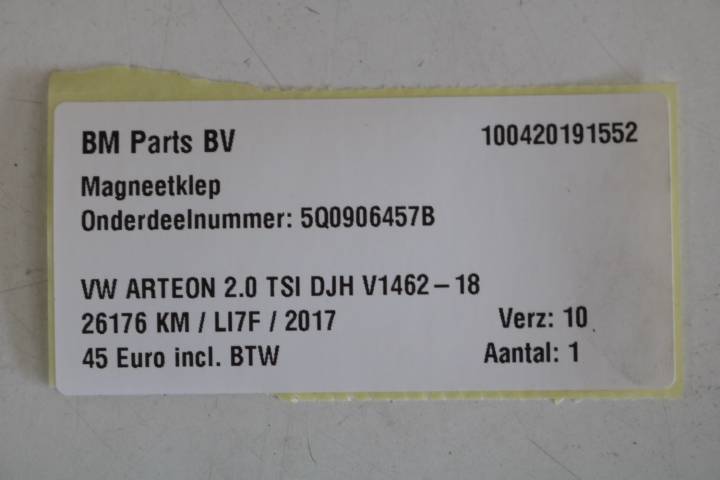 BM Parts BV 100420191552
Magneetklep
Onderdeelnummer: 5Q0906457B
VW ARTEON 2.0 TSI DJH V1462 – 18
26176 KM / LI7F / 2017 Verz: 10
45 Euro incl. BTW Aantal: 1